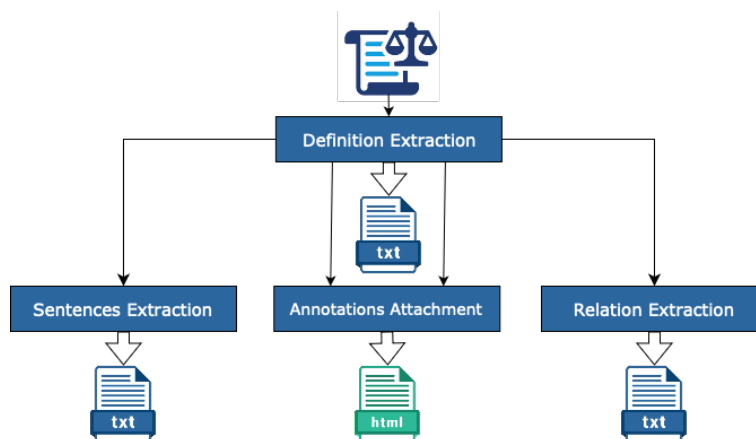 Definition Extraction
txt
Sentences Extraction
Annotations Attachment
Relation Extraction
txt
html
txt